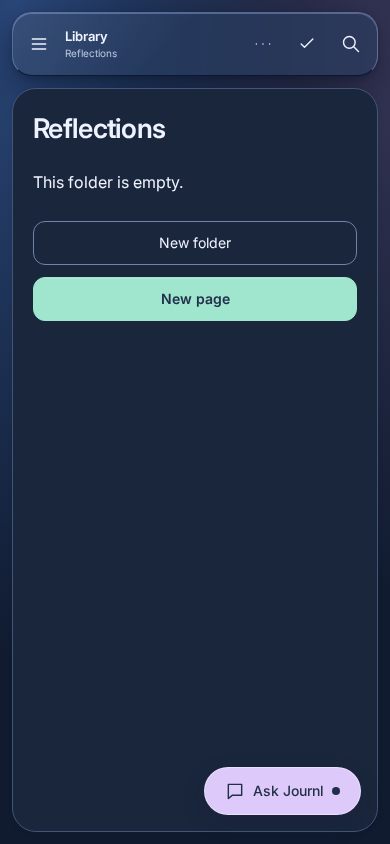 Library
Reflections
Reflections
This folder is empty.
New folder
New page
Ask Journl